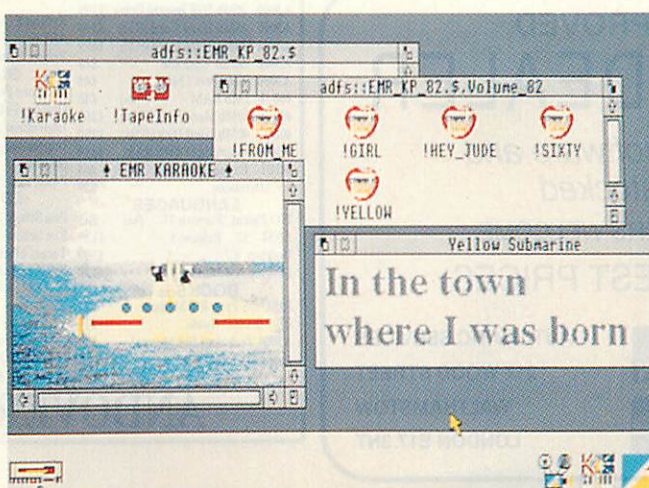 adfs::EMR_KP_82.$
!Karaoke
!TapeInfo
adfs::EMR_KP_82.$.Volume_82
!FROM_ME
!GIRL
!HEY_JUDE
!SIXTY
!YELLOW
EMR KARAOKE
Yellow Submarine
In the town
where I was born